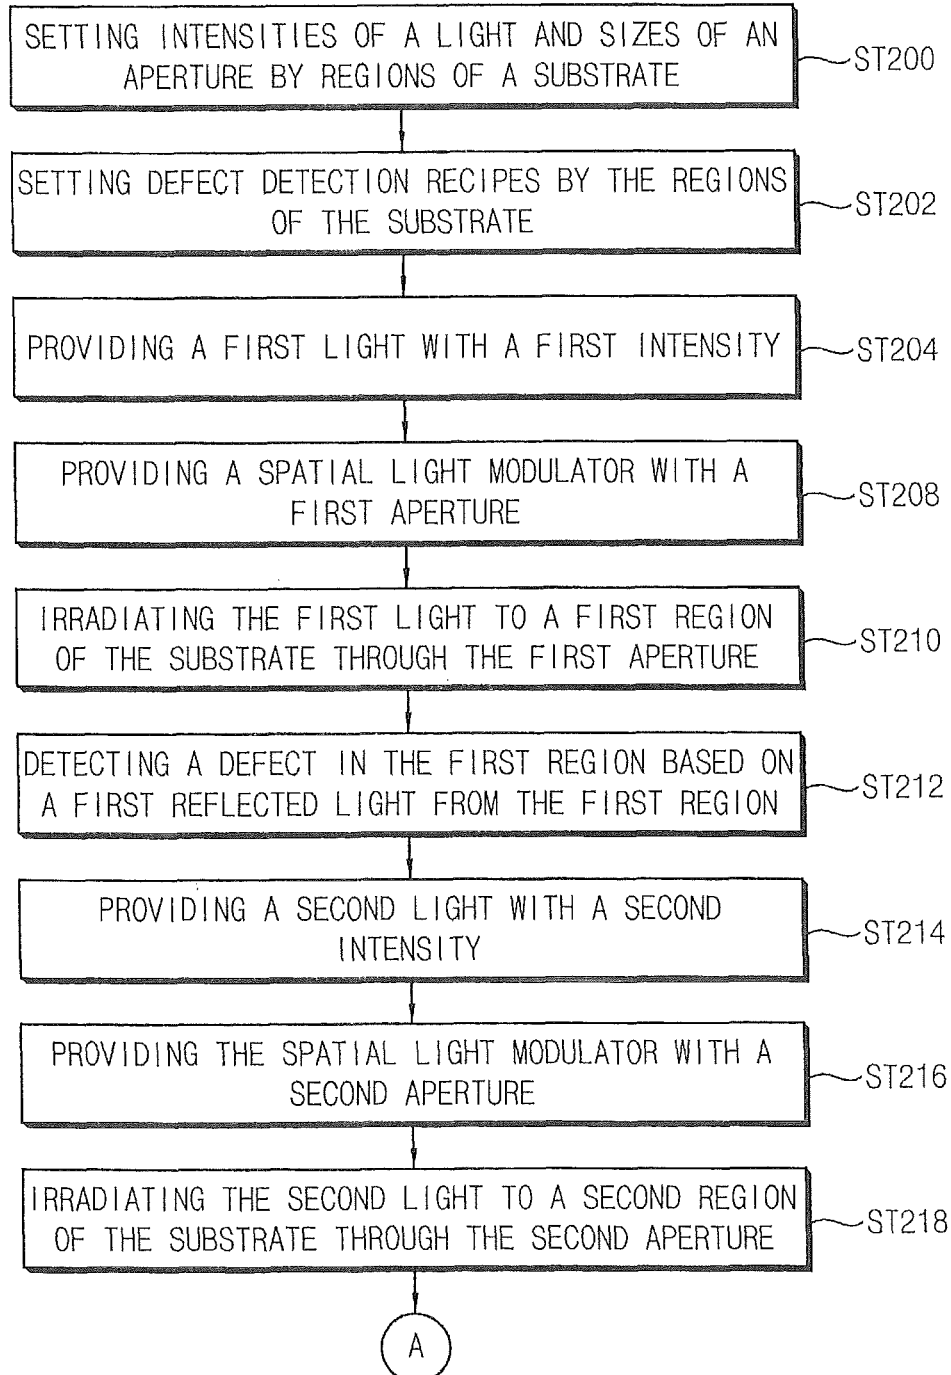 SETTING INTENSITIES OF A LIGHT AND SIZES OF AN
APERTURE BY REGIONS OF A SUBSTRATE
ST200
SETTING DEFECT DETECTION RECIPES BY THE REGIONS
OF THE SUBSTRATE
ST202
PROVIDING A FIRST LIGHT WITH A FIRST INTENSITY
ST204
PROVIDING A SPATIAL LIGHT MODULATOR WITH A
FIRST APERTURE
ST208
IRRADIATING THE FIRST LIGHT TO A FIRST REGION
OF THE SUBSTRATE THROUGH THE FIRST APERTURE
ST210
DETECTING A DEFECT IN THE FIRST REGION BASED ON
A FIRST REFLECTED LIGHT FROM THE FIRST REGION
ST212
PROVIDING A SECOND LIGHT WITH A SECOND
INTENSITY
ST214
PROVIDING THE SPATIAL LIGHT MODULATOR WITH A
SECOND APERTURE
ST216
IRRADIATING THE SECOND LIGHT TO A SECOND REGION
OF THE SUBSTRATE THROUGH THE SECOND APERTURE
ST218
A